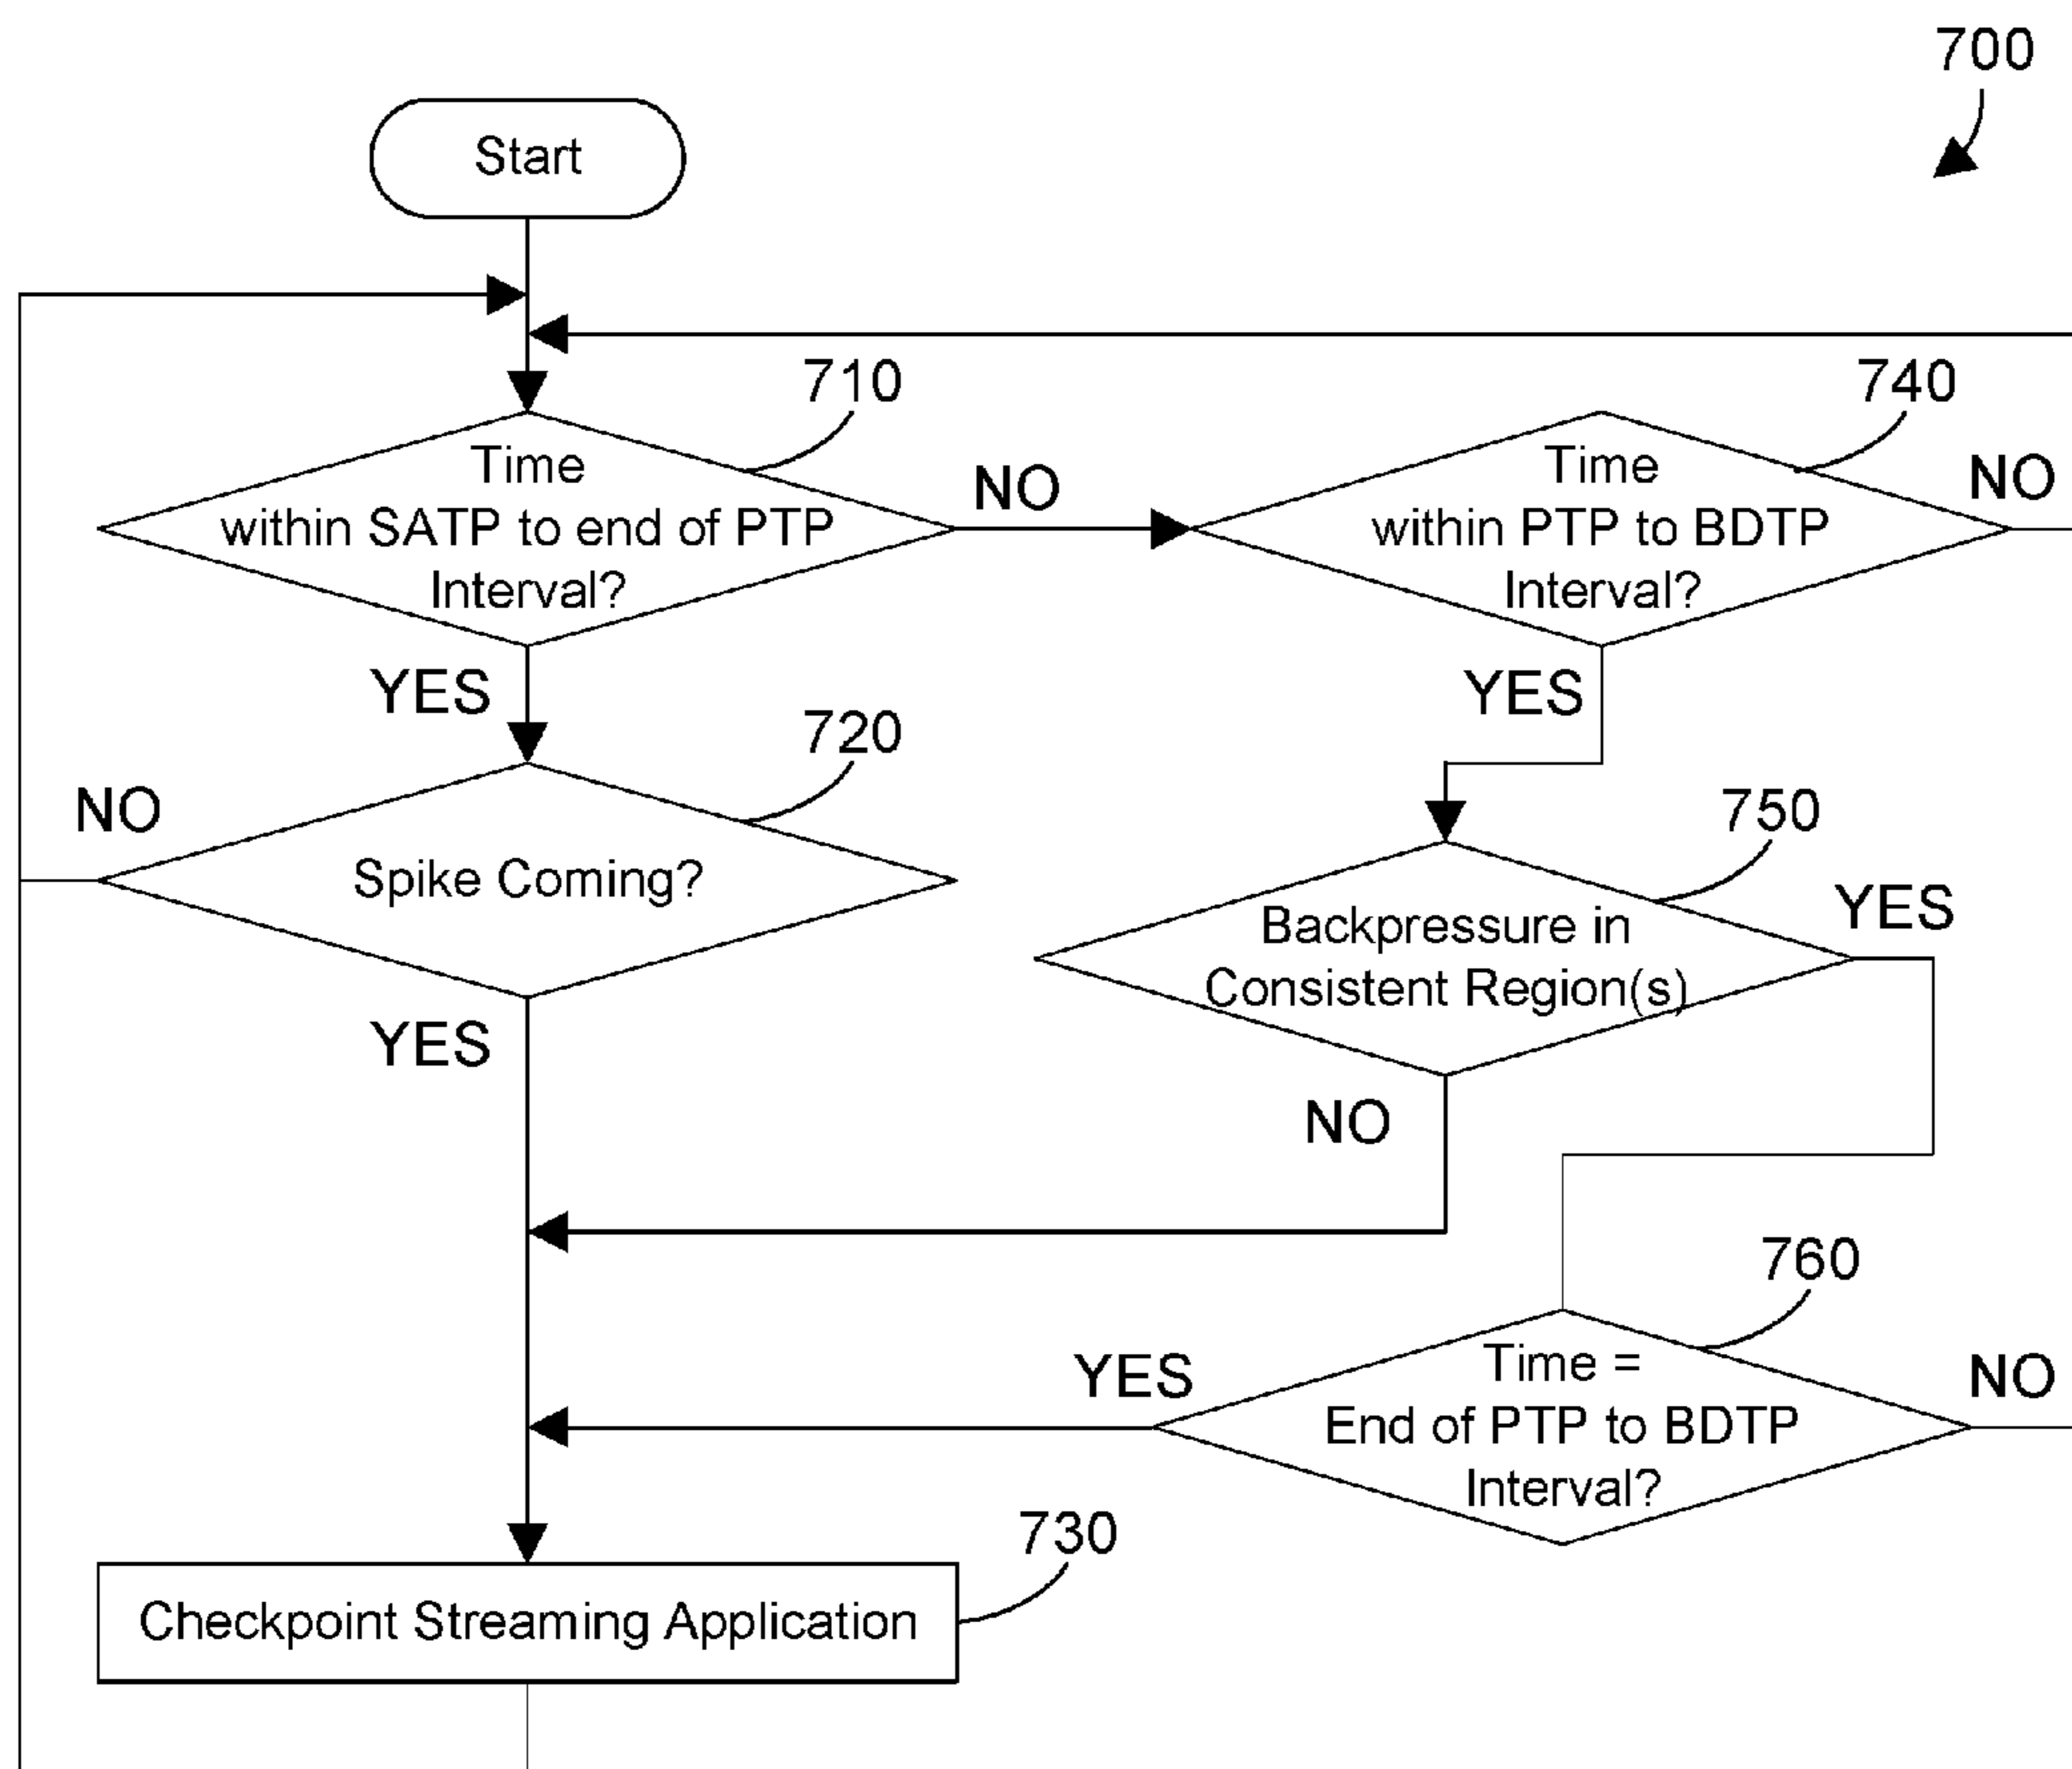 700
Start
710
Time
within SATP to end of PTP
Interval?
NO
740
Time
within PTP to BDTP
Interval?
NO
YES
YES
720
Spike Coming?
NO
YES
750
Backpressure in
Consistent Region(s)
YES
NO
760
Time =
End of PTP to BDTP
Interval?
YES
NO
730
Checkpoint Streaming Application